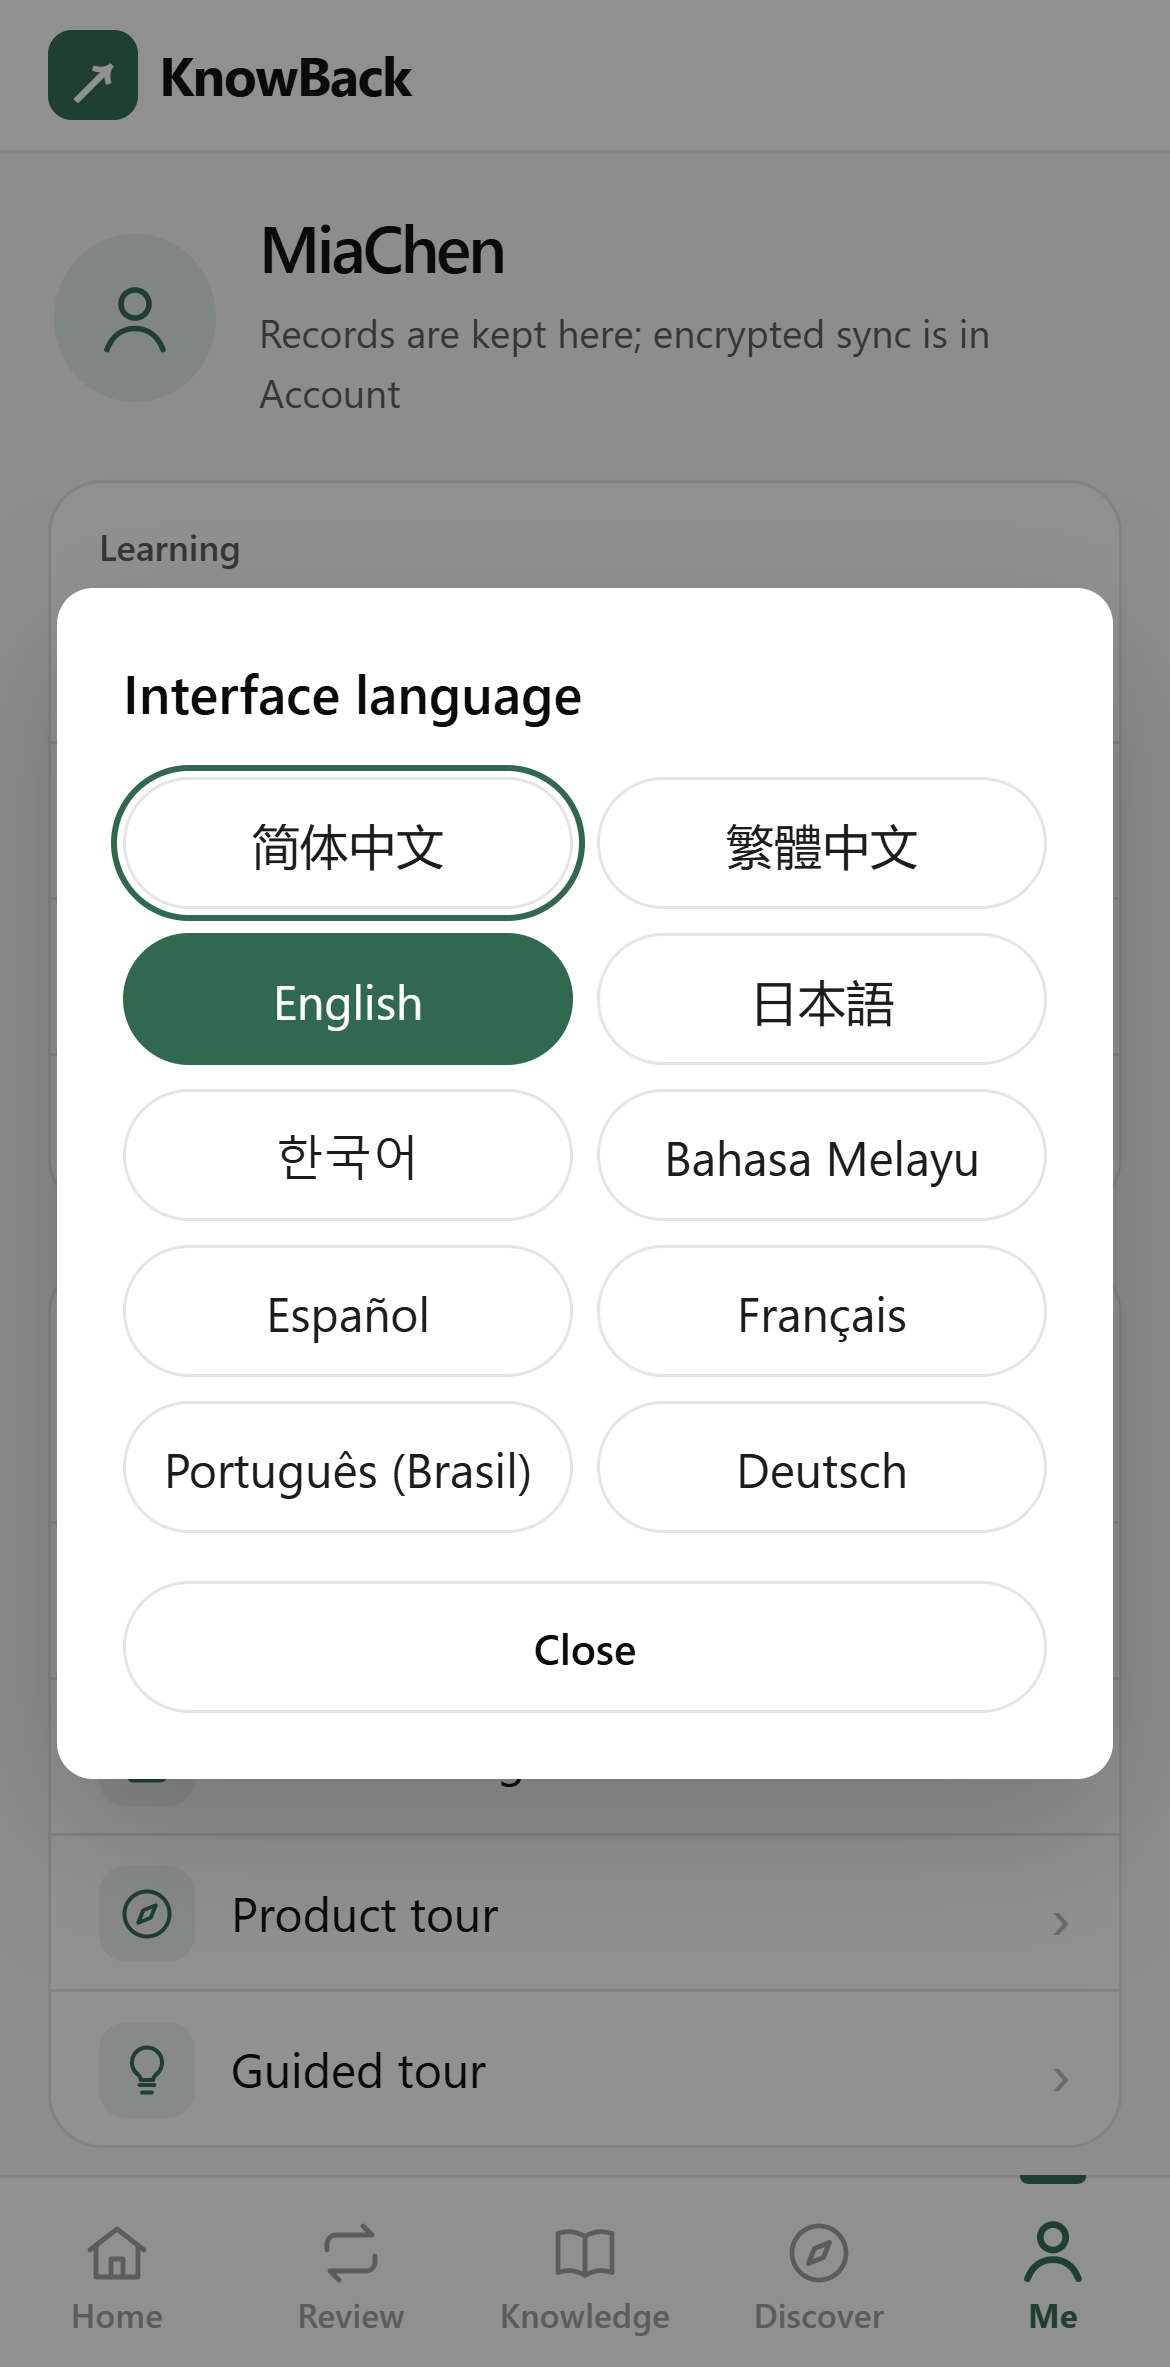 KnowBack
MiaChen
Records are kept here; encrypted sync is in
Account
Learning
Interface language
简体中文
繁體中文
English
日本語
한국어
Bahasa Melayu
Español
Français
Português (Brasil)
Deutsch
Close
Product tour
Guided tour
Home
Review
Knowledge
Discover
Me